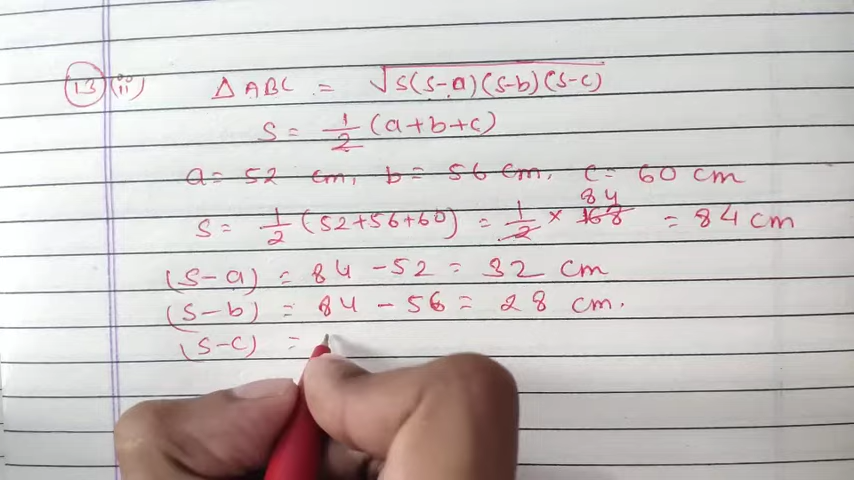 13 (ii) Δ ABC = √s(s-a)(s-b)(s-c)
s = 1/2 (a+b+c)
a = 52 cm, b = 56 cm, c = 60 cm
s = 1/2 (52+56+60) = 1/2 × 168 84 = 84 cm
(s-a) = 84 - 52 = 32 cm
(s-b) = 84 - 56 = 28 cm.
(s-c) =